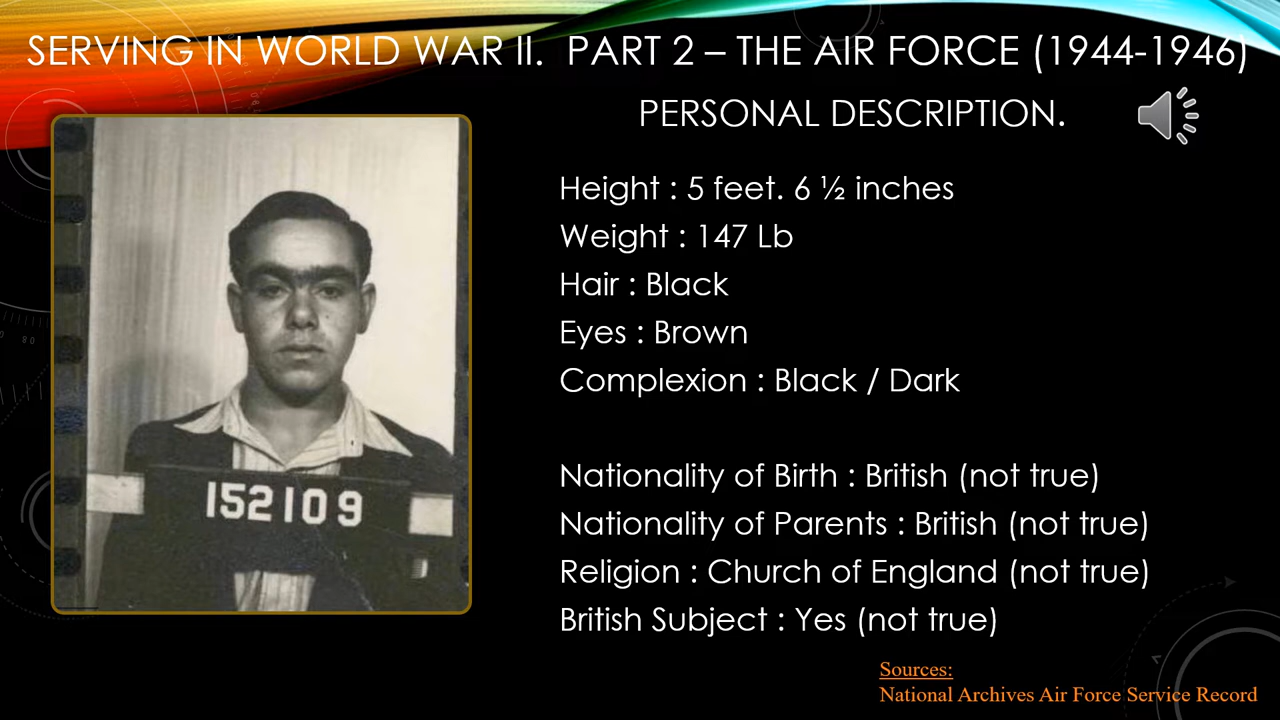 SERVING IN WORLD WAR II. PART 2 – THE AIR FORCE (1944-1946)
PERSONAL DESCRIPTION.
Height : 5 feet. 6 ½ inches
Weight : 147 Lb
Hair : Black
Eyes : Brown
Complexion : Black / Dark
Nationality of Birth : British (not true)
Nationality of Parents : British (not true)
Religion : Church of England (not true)
British Subject : Yes (not true)
152109
Sources:
National Archives Air Force Service Record